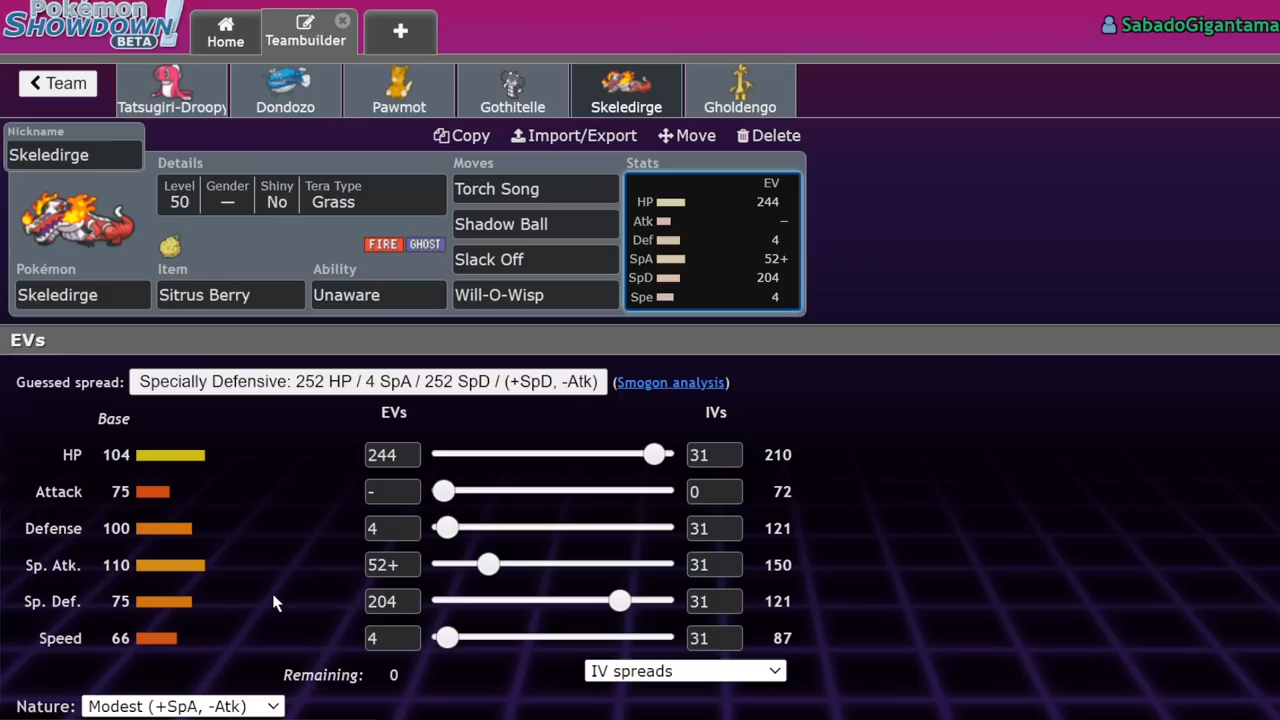 Pokémon
SHOWDOWN!
BETA
Home
Teambuilder
+
SabadoGigantama
Team
Tatsugiri-Droopy
Dondozo
Pawmot
Gothitelle
Skeledirge
Gholdengo
Copy
Import/Export
Move
Delete
Nickname
Skeledirge
Details
Level Gender Shiny Tera Type
50 — No Grass
FIRE GHOST
Pokémon
Skeledirge
Item
Sitrus Berry
Ability
Unaware
Moves
Torch Song
Shadow Ball
Slack Off
Will-O-Wisp
Stats
EV
HP 244
Atk –
Def 4
SpA 52+
SpD 204
Spe 4
EVs
Guessed spread: Specially Defensive: 252 HP / 4 SpA / 252 SpD / (+SpD, -Atk) (Smogon analysis)
Base EVs IVs
HP 104 244 31 210
Attack 75 - 0 72
Defense 100 4 31 121
Sp. Atk. 110 52+ 31 150
Sp. Def. 75 204 31 121
Speed 66 4 31 87
Remaining: 0
IV spreads
Nature: Modest (+SpA, -Atk)